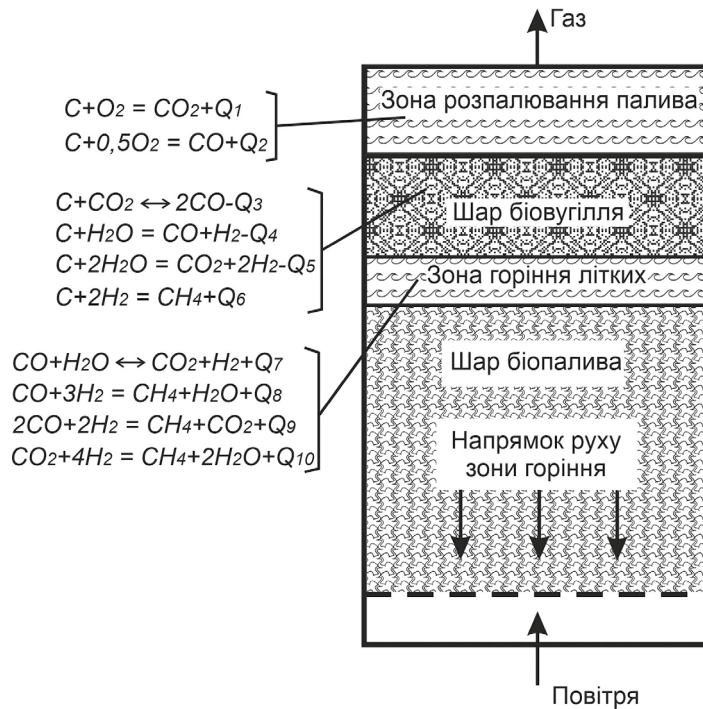 Газ
C+O₂ = CO₂+Q₁
C+0,5O₂ = CO+Q₂
Зона розпалювання палива
C+CO₂ ↔ 2CO-Q₃
C+H₂O = CO+H₂-Q₄
C+2H₂O = CO₂+2H₂-Q₅
C+2H₂ = CH₄+Q₆
Шар біовугілля
Зона горіння літких
CO+H₂O ↔ CO₂+H₂+Q₇
CO+3H₂ = CH₄+H₂O+Q₈
2CO+2H₂ = CH₄+CO₂+Q₉
CO₂+4H₂ = CH₄+2H₂O+Q₁₀
Шар біопалива
Напрямок руху
зони горіння
Повітря